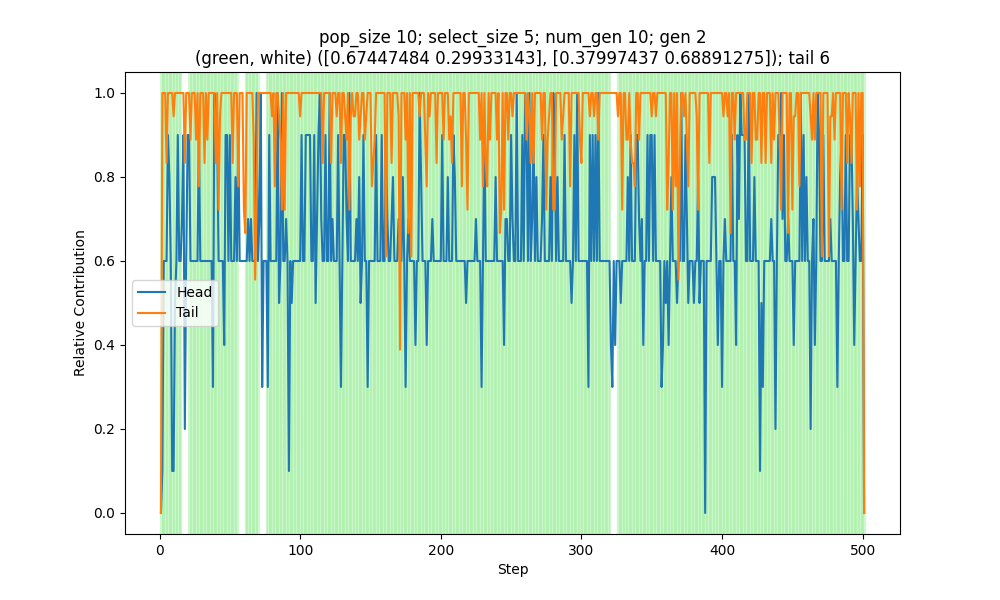 pop_size 10; select_size 5; num_gen 10; gen 2
(green, white) ([0.67447484 0.29933143], [0.37997437 0.68891275]); tail 6
1.0
0.8
0.6
0.4
0.2
0.0
Relative Contribution
Head
Tail
0 100 200 300 400 500
Step